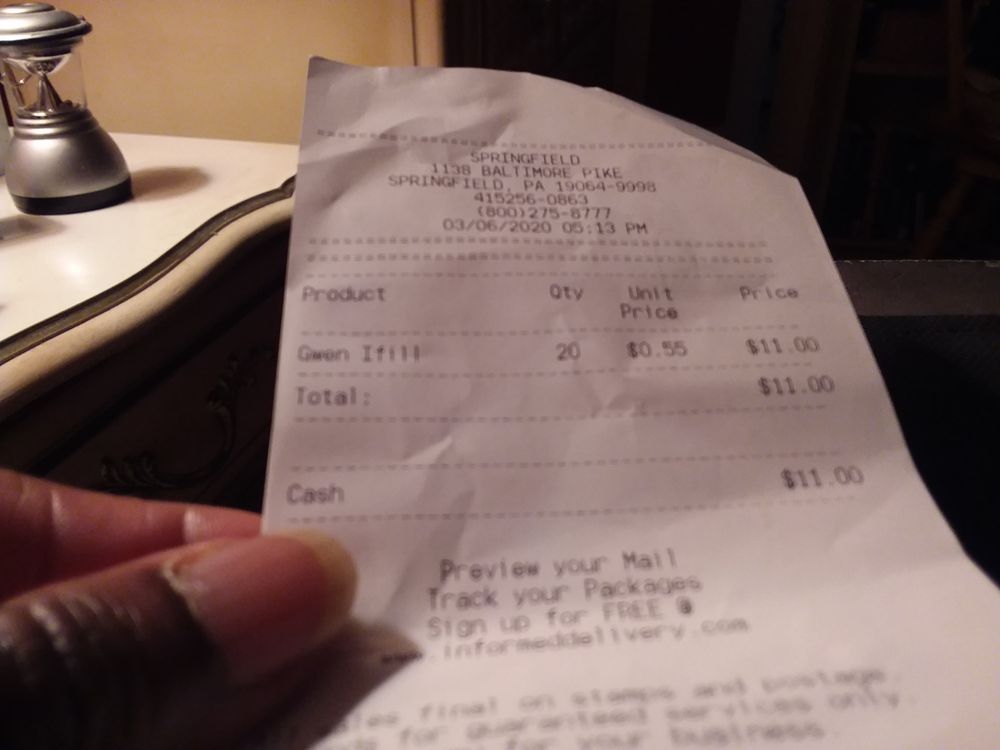 SPRINGFIELD
1138 BALTIMORE PIKE
SPRINGFIELD, PA 19064-9998
415256-0863
(800)275-8777
03/06/2020 05:13 PM
Product Qty Unit Price
Price
Gwen Ifill 20 $0.55 $11.00
Total: $11.00
Cash $11.00
Preview your Mail
Track your Packages
Sign up for FREE @
.informeddelivery.com
final on stamps and postage.
for guaranteed services only.
for your business.